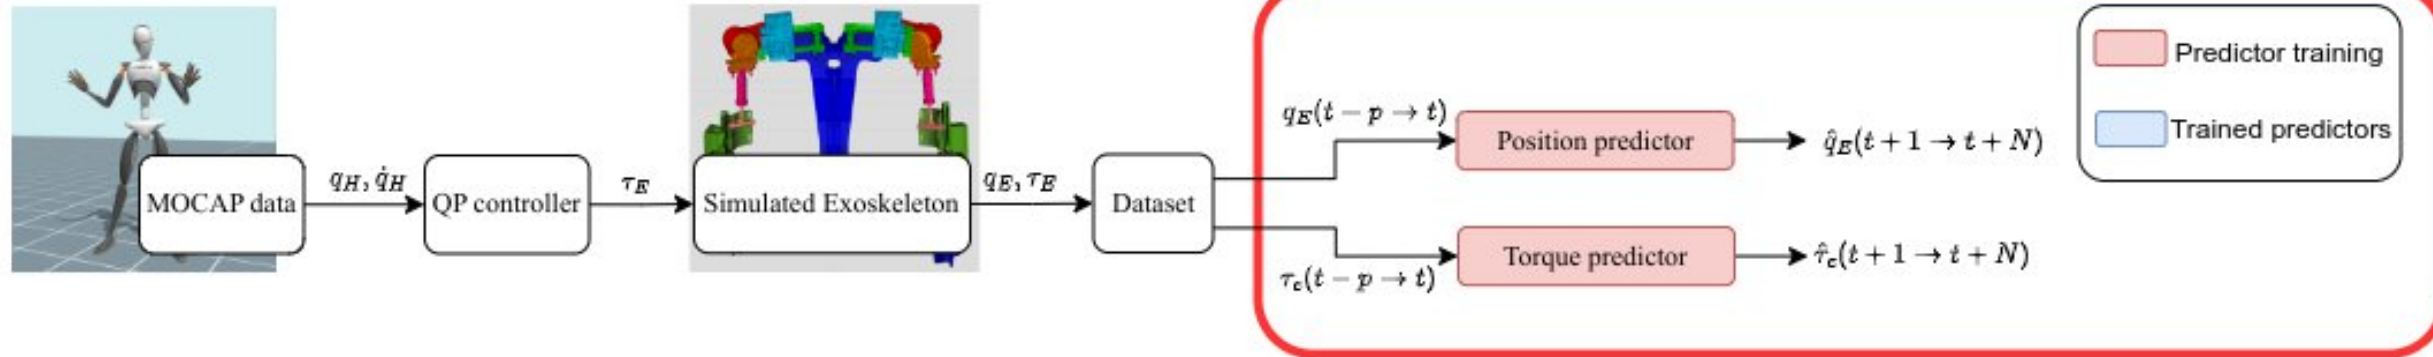 MOCAP data
q_H, q̇_H
QP controller
τ_E
Simulated Exoskeleton
q_E, τ_E
Dataset
q_E(t − p → t)
Position predictor
q̂_E(t + 1 → t + N)
τ_c(t − p → t)
Torque predictor
τ̂_c(t + 1 → t + N)
Predictor training
Trained predictors